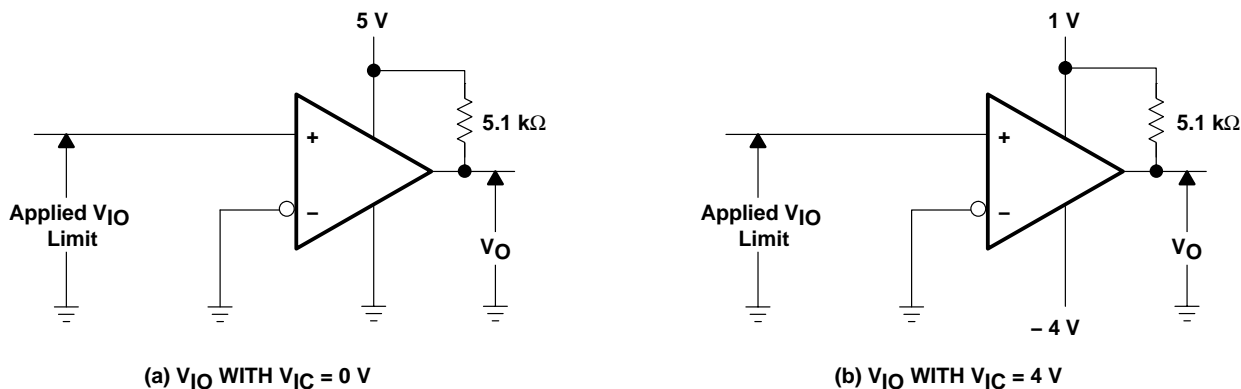 5 V
5.1 kΩ
+
−
Applied VIO
Limit
VO
(a) VIO WITH VIC = 0 V
1 V
5.1 kΩ
+
−
Applied VIO
Limit
VO
− 4 V
(b) VIO WITH VIC = 4 V